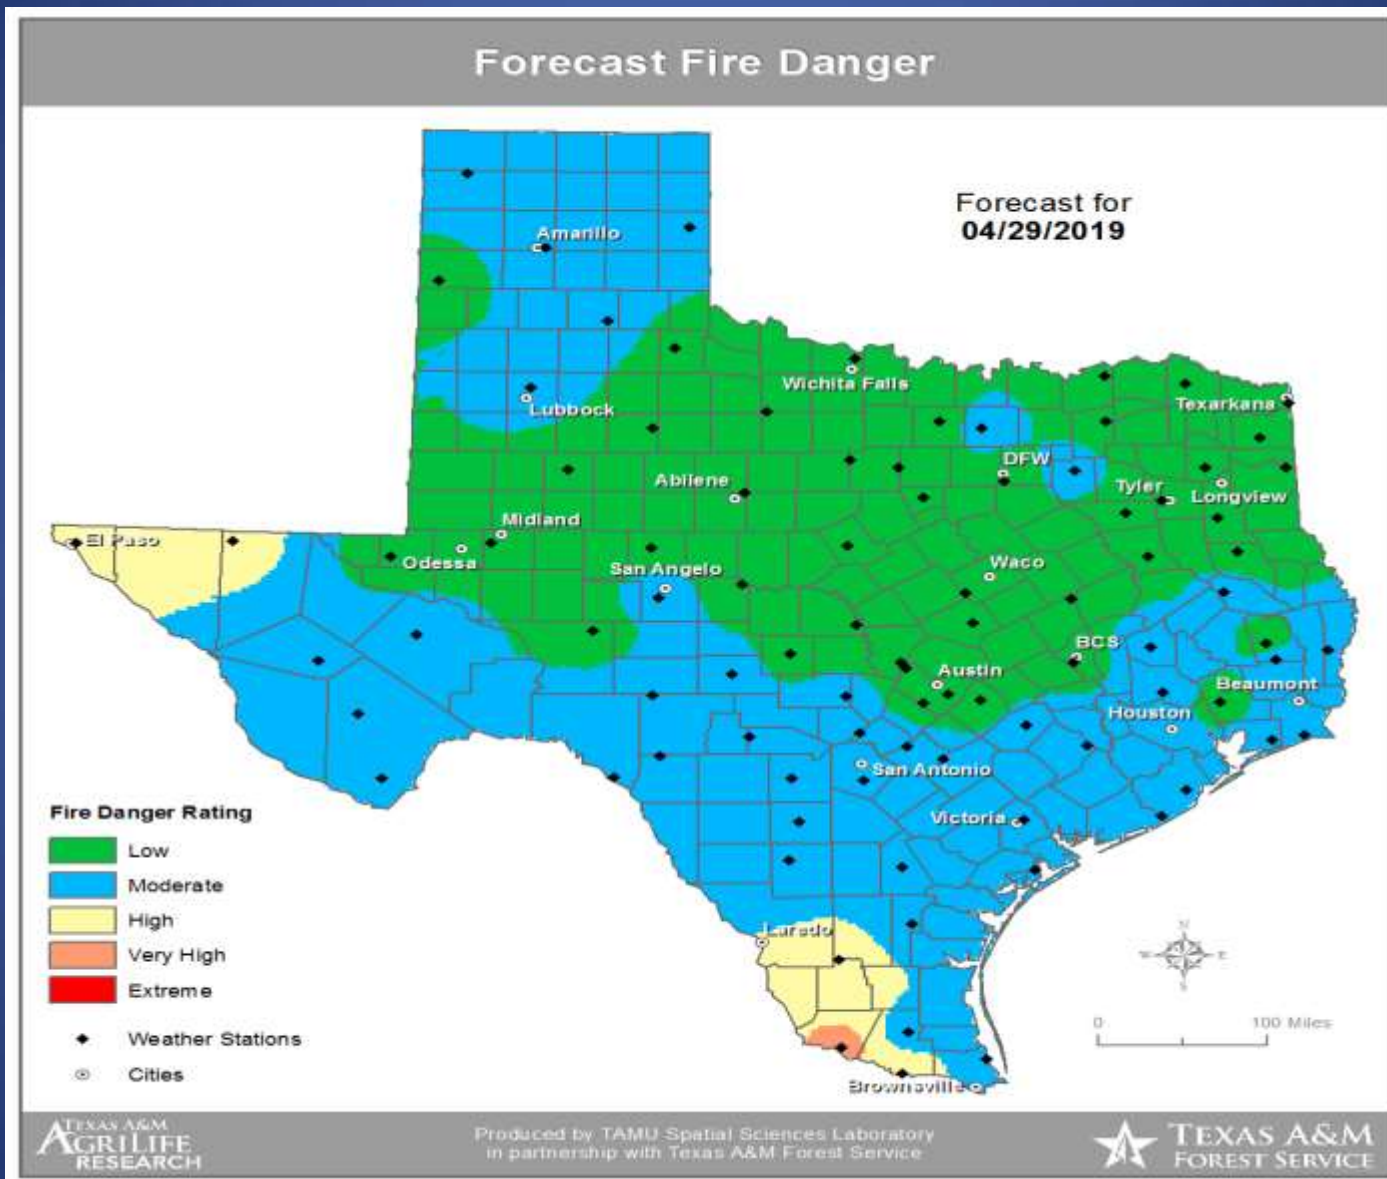 Forecast Fire Danger
Forecast for
04/29/2019
Amarillo
Wichita Falls
Lubbock
Texarkana
DFW
Abilene
Tyler
Longview
Midland
El Paso
Odessa
San Angelo
Waco
BCS
Austin
Beaumont
Houston
San Antonio
Victoria
Laredo
Brownsville
Fire Danger Rating
Low
Moderate
High
Very High
Extreme
Weather Stations
Cities
N
W E
S
0 100 Miles
TEXAS A&M
AGRILIFE
RESEARCH
Produced by TAMU Spatial Sciences Laboratory
in partnership with Texas A&M Forest Service
TEXAS A&M
FOREST SERVICE